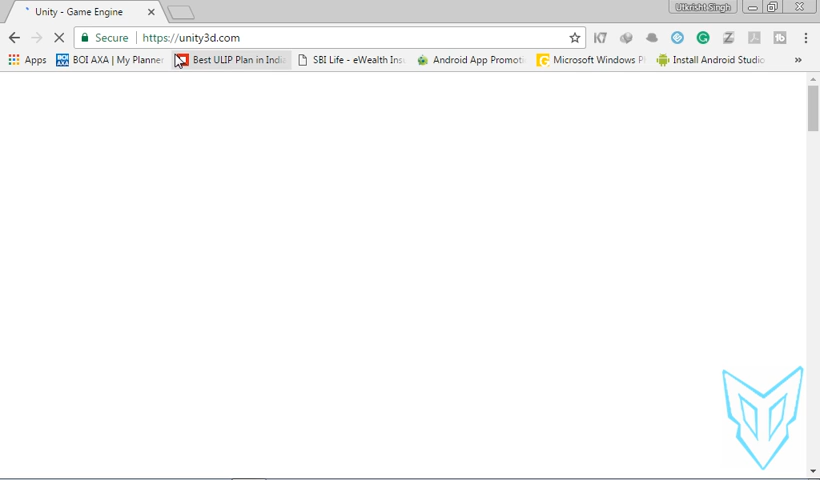 Unity - Game Engine
Utkrisht Singh
Secure https://unity3d.com
Apps BOI AXA | My Planner Best ULIP Plan in India SBI Life - eWealth Ins Android App Promoti Microsoft Windows P Install Android Studio »